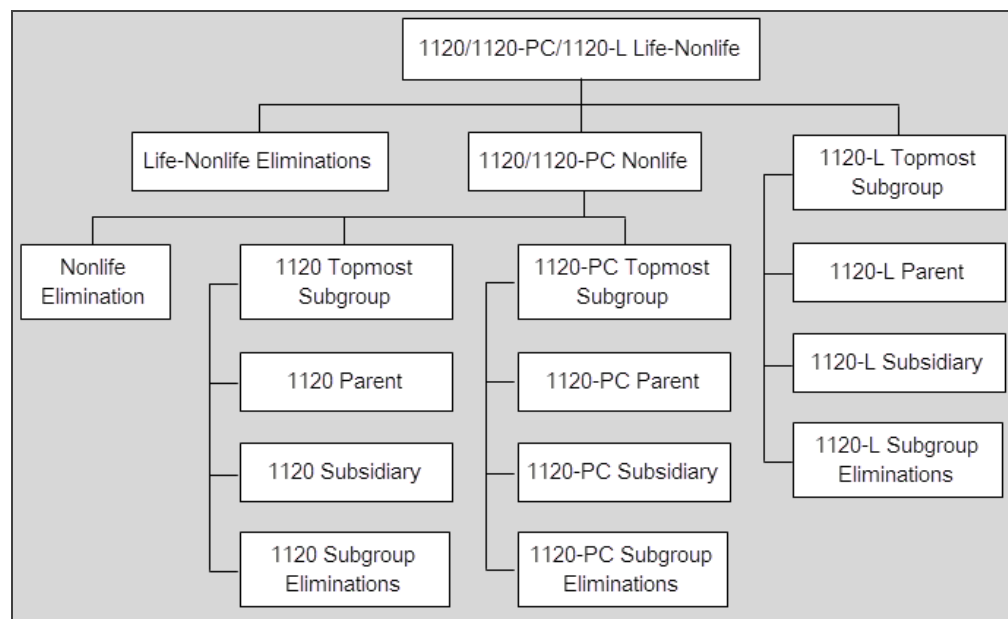 1120/1120-PC/1120-L Life-Nonlife
Life-Nonlife Eliminations
1120/1120-PC Nonlife
1120-L Topmost
Subgroup
Nonlife
Elimination
1120 Topmost
Subgroup
1120-PC Topmost
Subgroup
1120-L Parent
1120 Parent
1120-PC Parent
1120-L Subsidiary
1120 Subsidiary
1120-PC Subsidiary
1120-L Subgroup
Eliminations
1120 Subgroup
Eliminations
1120-PC Subgroup
Eliminations